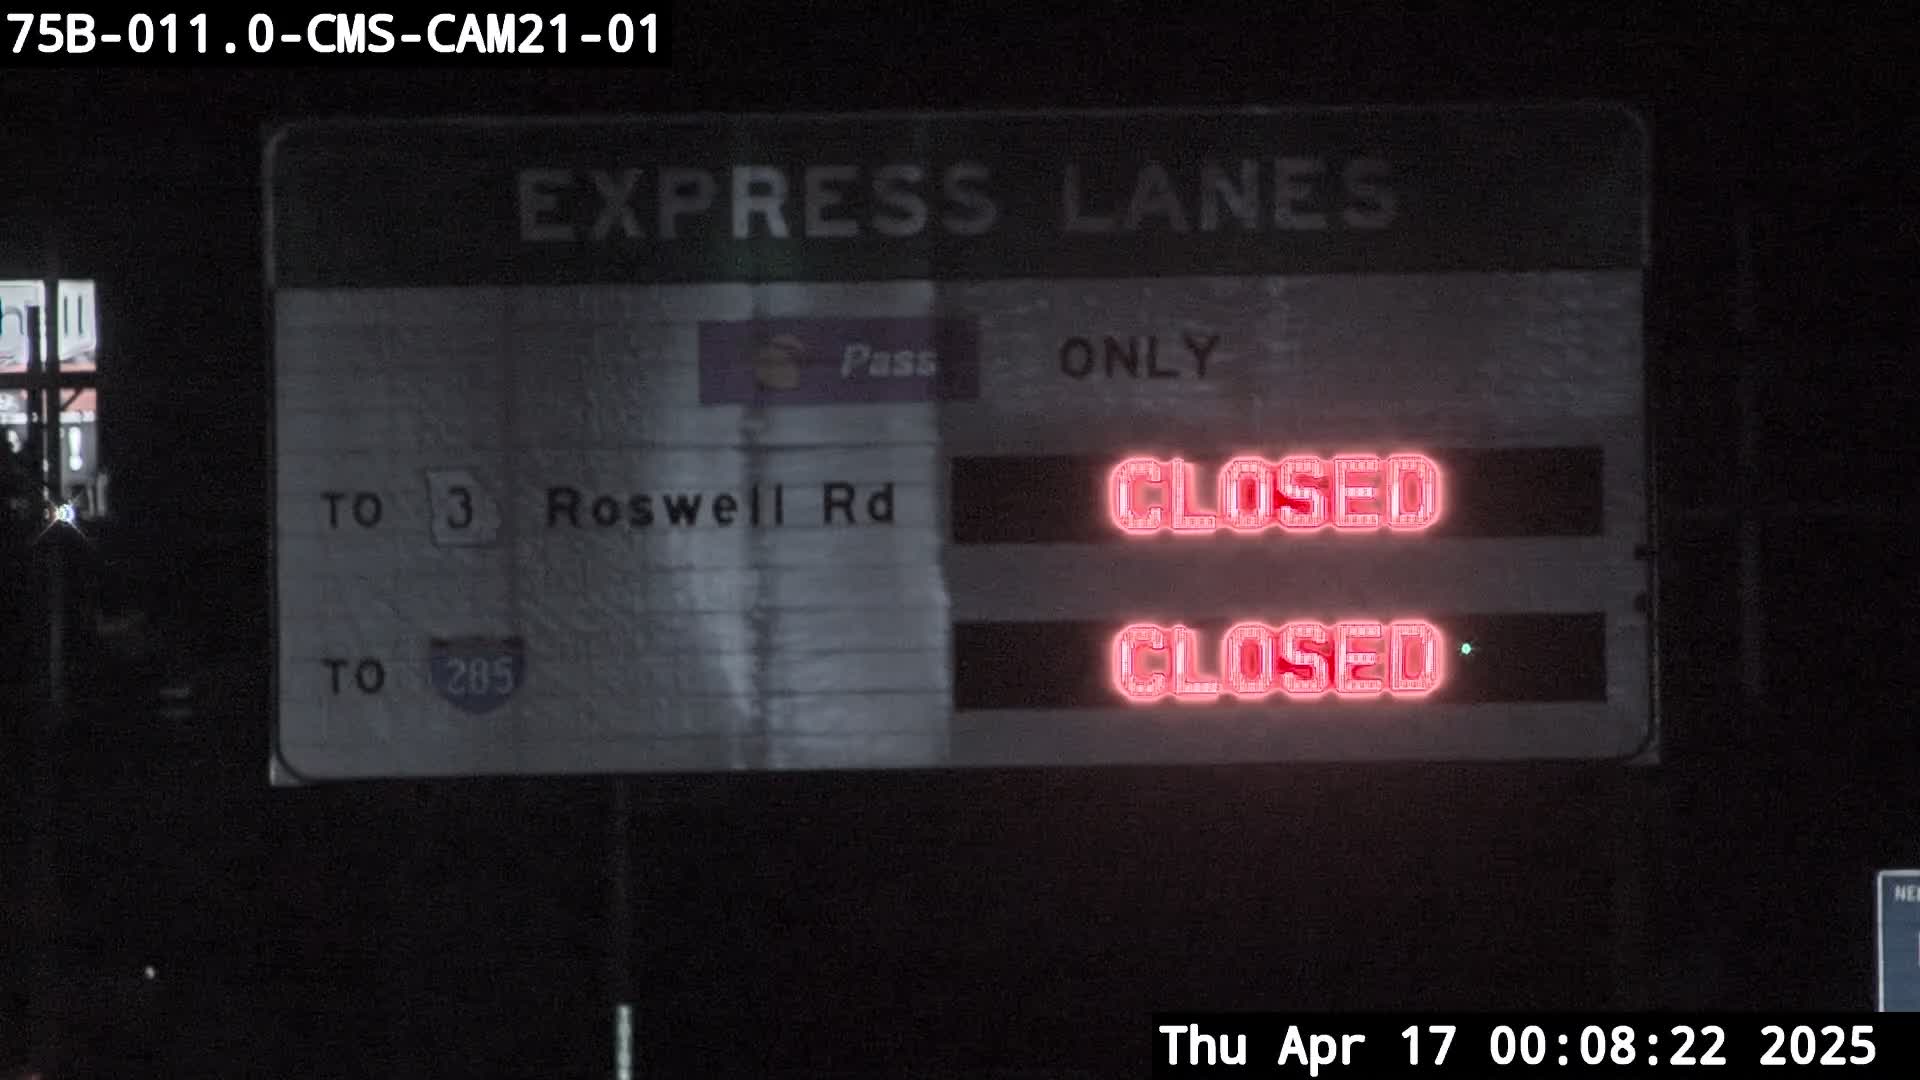 75B-011.0-CMS-CAM21-01
EXPRESS LANES
Pass ONLY
TO 3 Roswell Rd CLOSED
TO 285 CLOSED
Thu Apr 17 00:08:22 2025